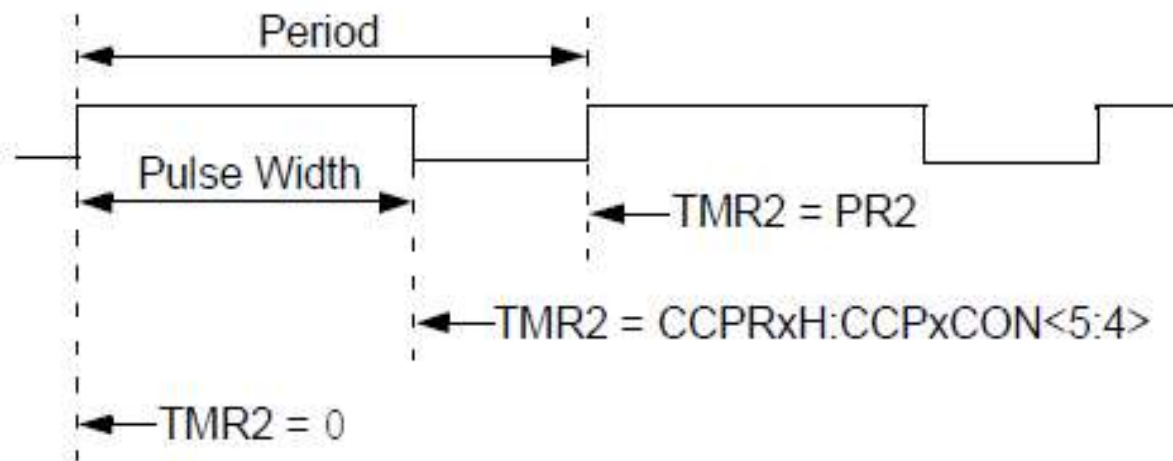 Period
Pulse Width
TMR2 = PR2
TMR2 = CCPRxH:CCPxCON<5:4>
TMR2 = 0